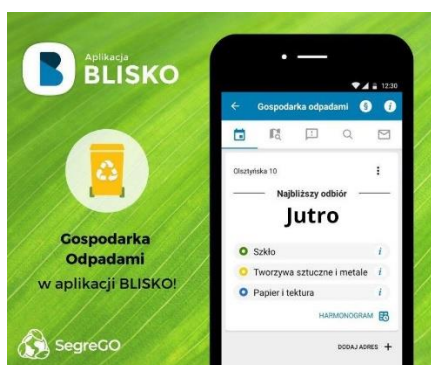 Aplikacja
BLISKO
Gospodarka
Odpadami
w aplikacji BLISKO!
SegreGO
12:30
Gospodarka odpadami
Olsztyńska 10
Najbliższy odbiór
Jutro
Szkło
Tworzywa sztuczne i metale
Papier i tektura
HARMONOGRAM
DODAJ ADRES +